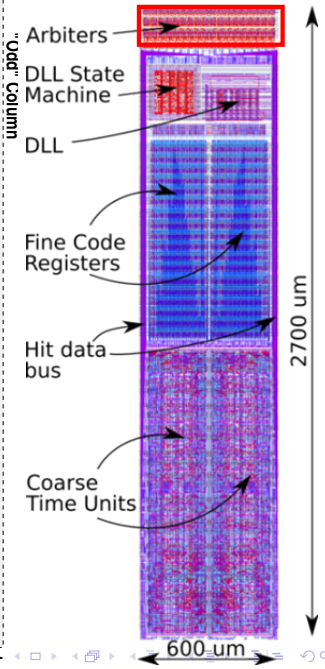 "Odd" Column
Arbiters
DLL State
Machine
DLL
Fine Code
Registers
Hit data
bus
Coarse
Time Units
2700 um
600 um